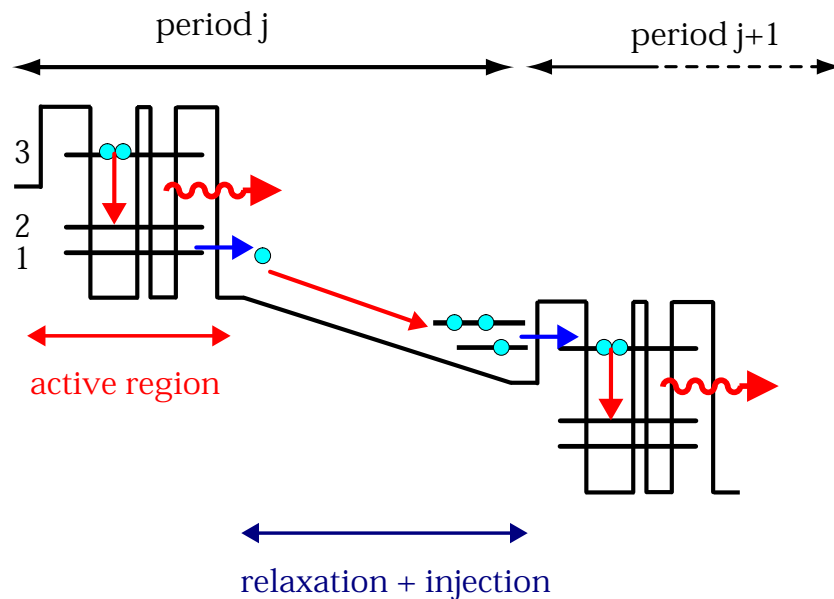 period j
period j+1
3
2
1
active region
relaxation + injection